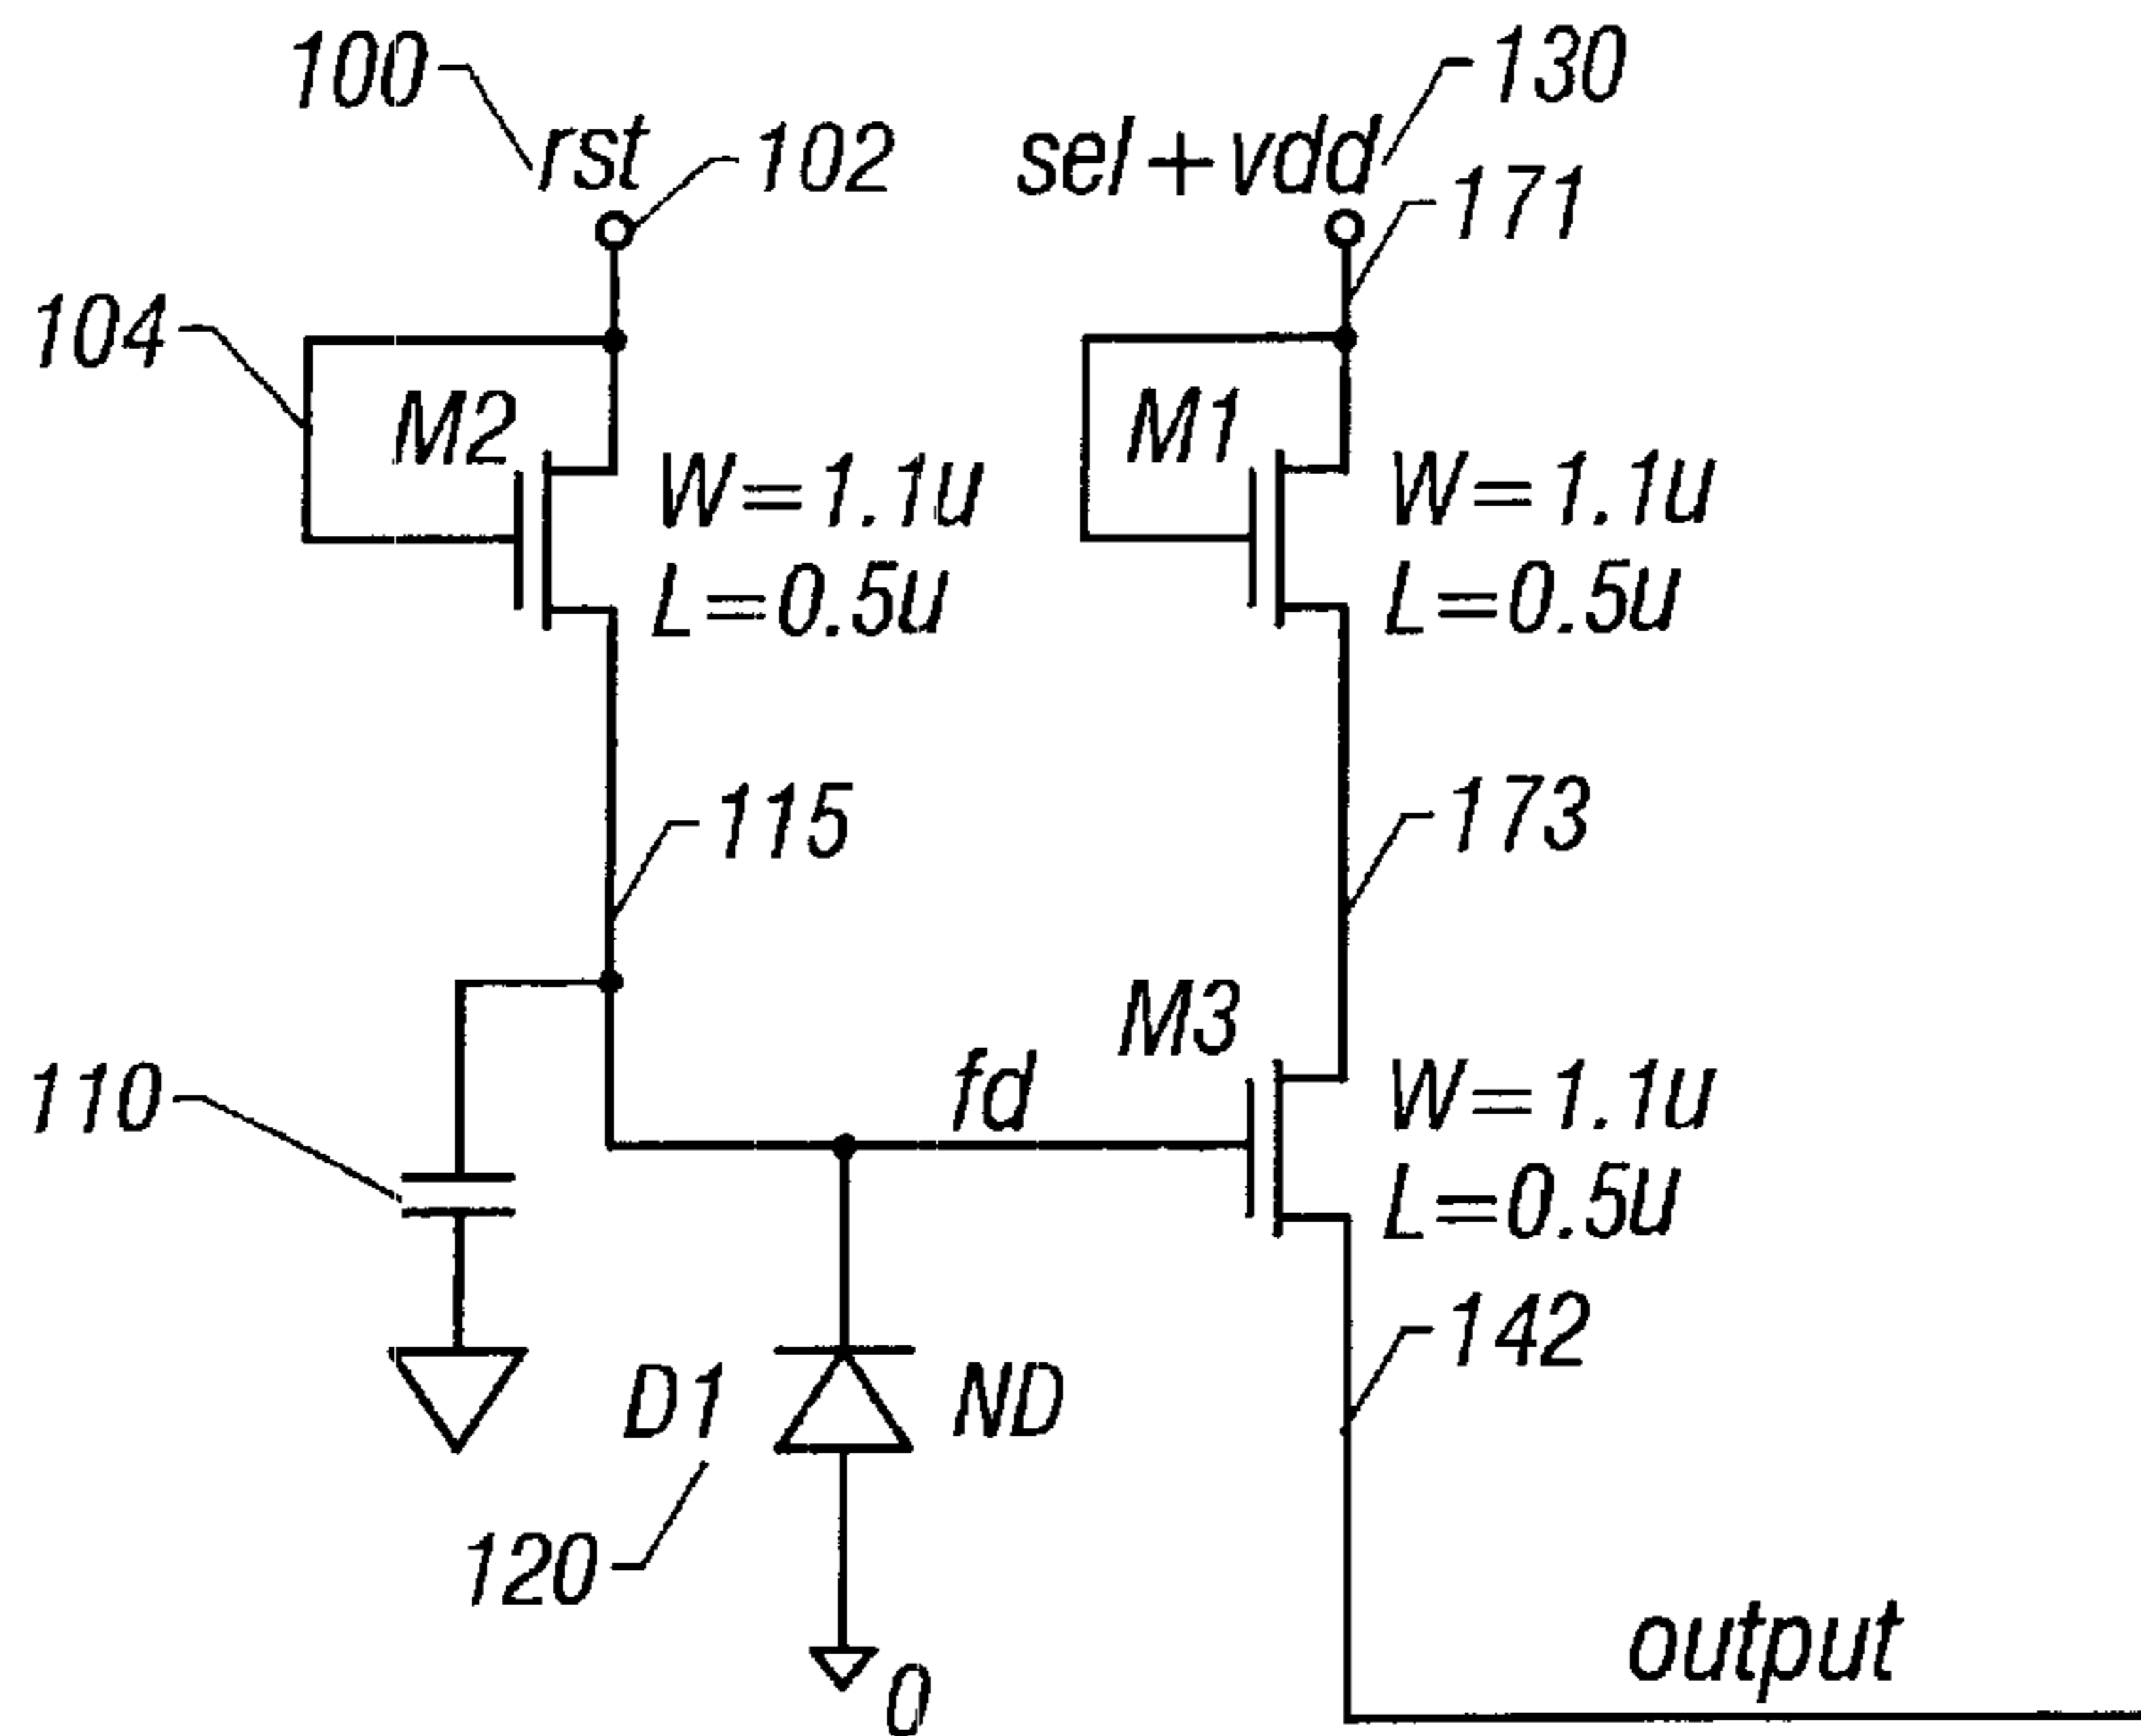 100
rst
102
130
sel+vdd
171
104
M2
W=1.1u
L=0.5u
M1
W=1.1u
L=0.5u
115
173
110
fd
M3
W=1.1u
L=0.5u
D1
ND
142
120
0
output